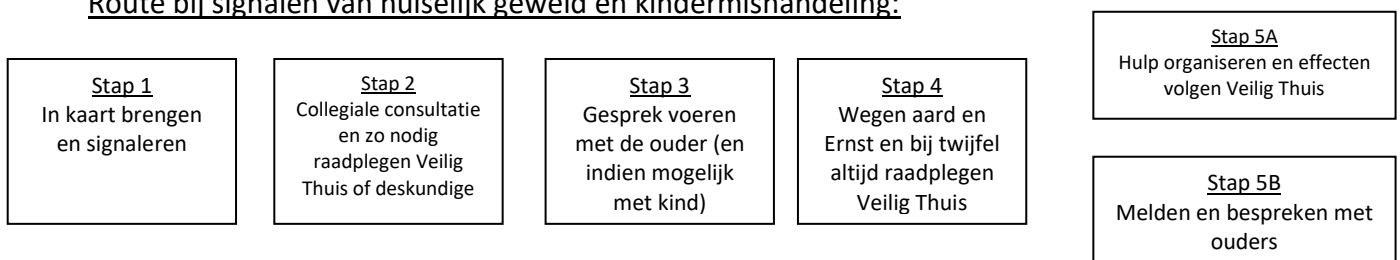 Route bij signalen van huiselijk geweld en kindermishandeling:
Stap 1
In kaart brengen
en signaleren
Stap 2
Collegiale consultatie
en zo nodig
raadplegen Veilig
Thuis of deskundige
Stap 3
Gesprek voeren
met de ouder (en
indien mogelijk
met kind)
Stap 4
Wegen aard en
Ernst en bij twijfel
altijd raadplegen
Veilig Thuis
Stap 5A
Hulp organiseren en effecten
volgen Veilig Thuis
Stap 5B
Melden en bespreken met
ouders